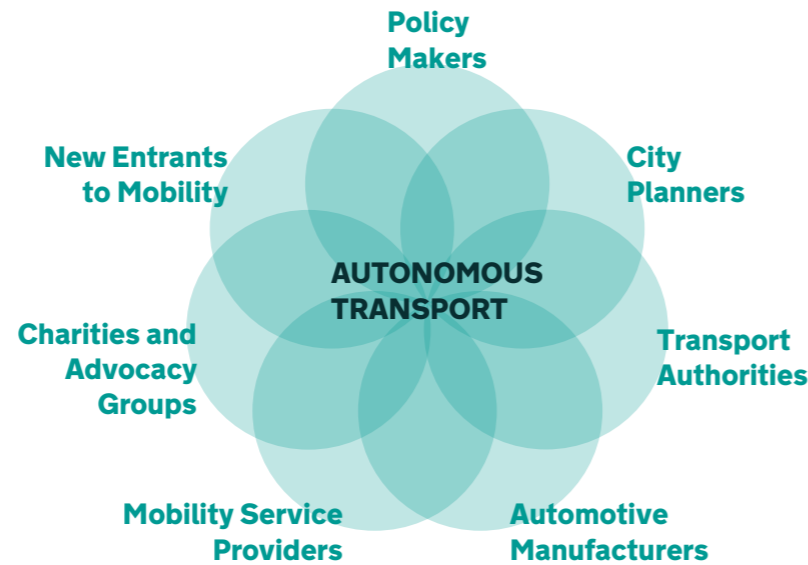 Policy
Makers
New Entrants
to Mobility
City
Planners
AUTONOMOUS
TRANSPORT
Charities and
Advocacy
Groups
Transport
Authorities
Mobility Service
Providers
Automotive
Manufacturers